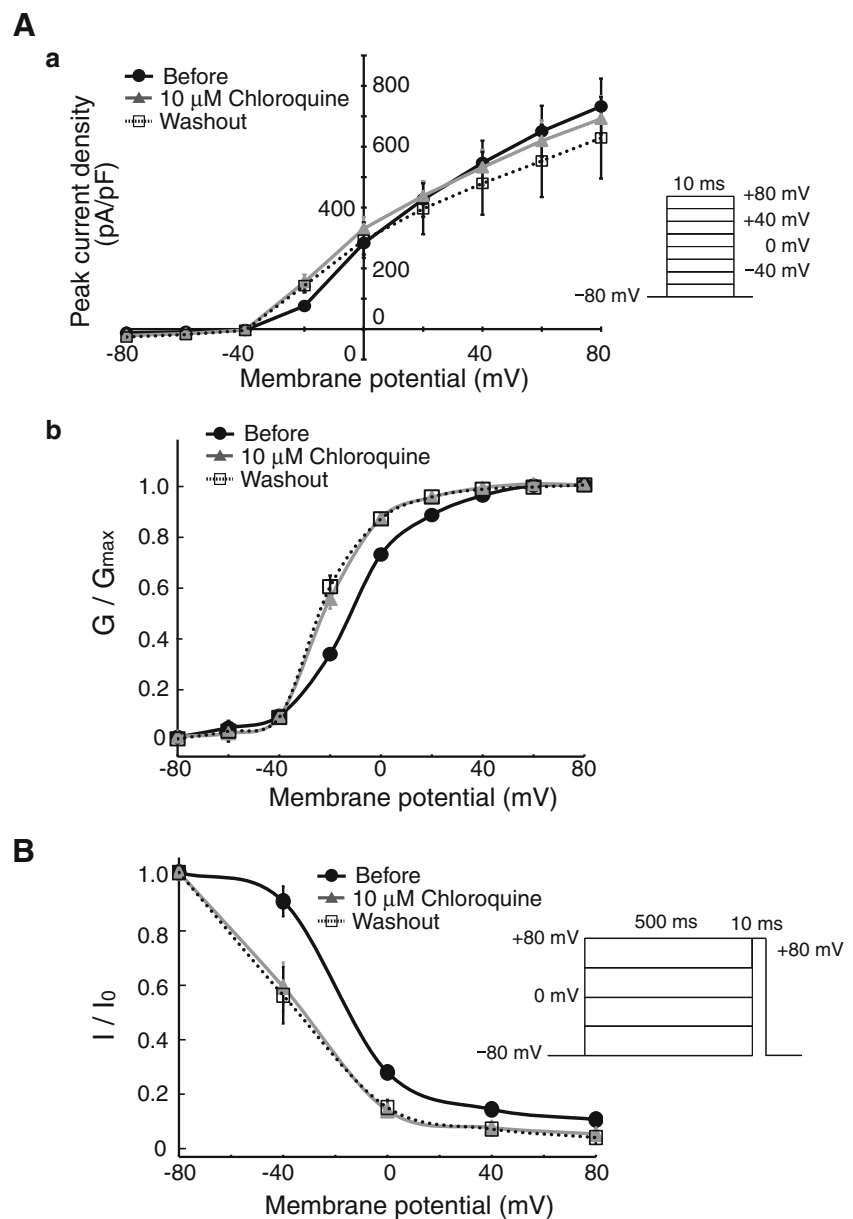 A
a
Before
10 μM Chloroquine
Washout
Peak current density
(pA/pF)
800
600
400
200
0
-80
-40
0
40
80
Membrane potential (mV)
10 ms
+80 mV
+40 mV
0 mV
−40 mV
−80 mV
b
Before
10 μM Chloroquine
Washout
G / Gmax
1.0
0.8
0.6
0.4
0.2
0
-80
-40
0
40
80
Membrane potential (mV)
B
Before
10 μM Chloroquine
Washout
I / I0
1.0
0.8
0.6
0.4
0.2
0
-80
-40
0
40
80
Membrane potential (mV)
500 ms
10 ms
+80 mV
+80 mV
0 mV
−80 mV